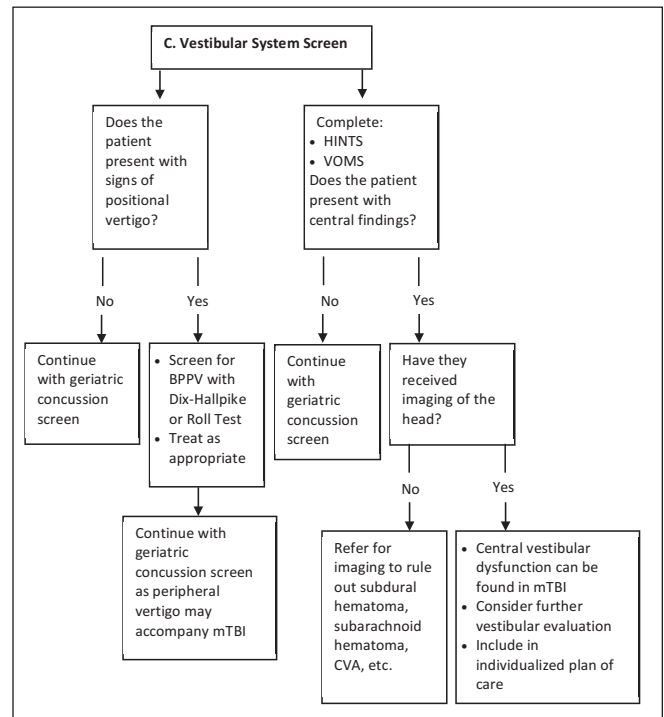 C. Vestibular System Screen
Does the
patient
present with
signs of
positional
vertigo?
Complete:
• HINTS
• VOMS
Does the patient
present with
central findings?
No
Yes
No
Yes
Continue
with geriatric
concussion
screen
• Screen for
BPPV with
Dix-Hallpike
or Roll Test
• Treat as
appropriate
Continue
with
geriatric
concussion
screen
Have they
received
imaging of the
head?
No
Yes
Continue with
geriatric
concussion screen
as peripheral
vertigo may
accompany mTBI
Refer for
imaging to rule
out subdural
hematoma,
subarachnoid
hematoma,
CVA, etc.
• Central vestibular
dysfunction can be
found in mTBI
• Consider further
vestibular evaluation
• Include in
individualized plan of
care